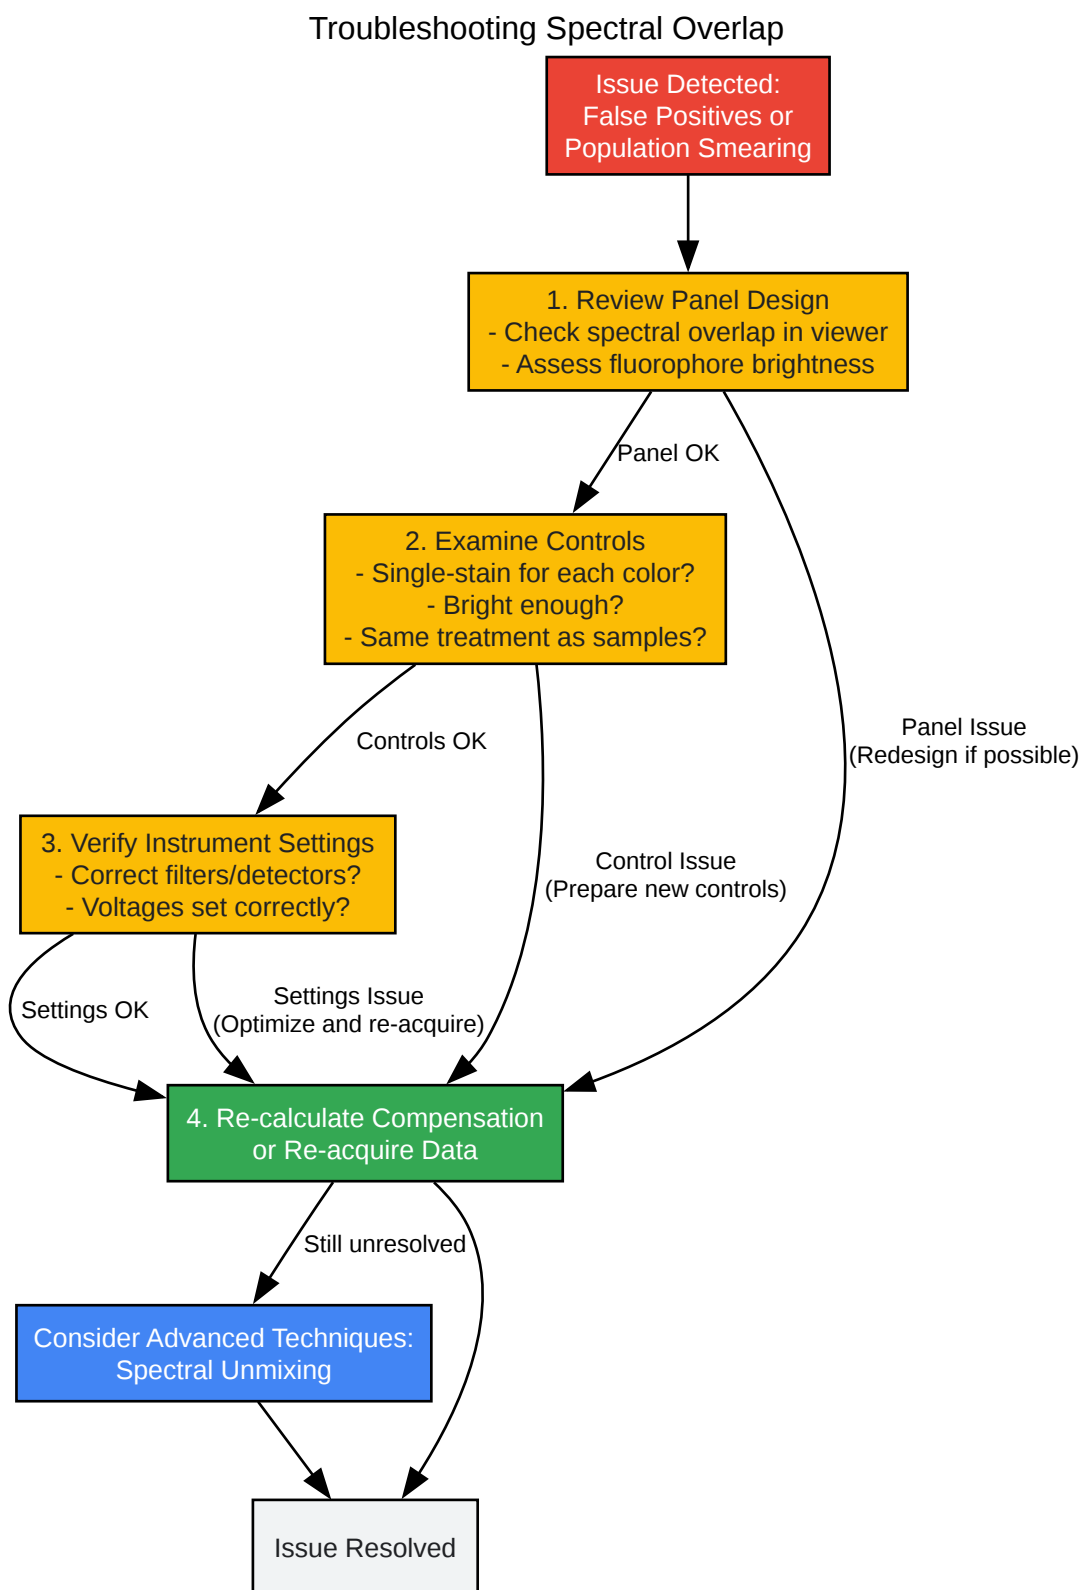 Troubleshooting Spectral Overlap
Issue Detected:
False Positives or
Population Smearing
1. Review Panel Design
- Check spectral overlap in viewer
- Assess fluorophore brightness
Panel OK
2. Examine Controls
- Single-stain for each color?
- Bright enough?
- Same treatment as samples?
Panel Issue
(Redesign if possible)
Controls OK
3. Verify Instrument Settings
- Correct filters/detectors?
- Voltages set correctly?
Control Issue
(Prepare new controls)
Settings OK
Settings Issue
(Optimize and re-acquire)
4. Re-calculate Compensation
or Re-acquire Data
Still unresolved
Consider Advanced Techniques:
Spectral Unmixing
Issue Resolved